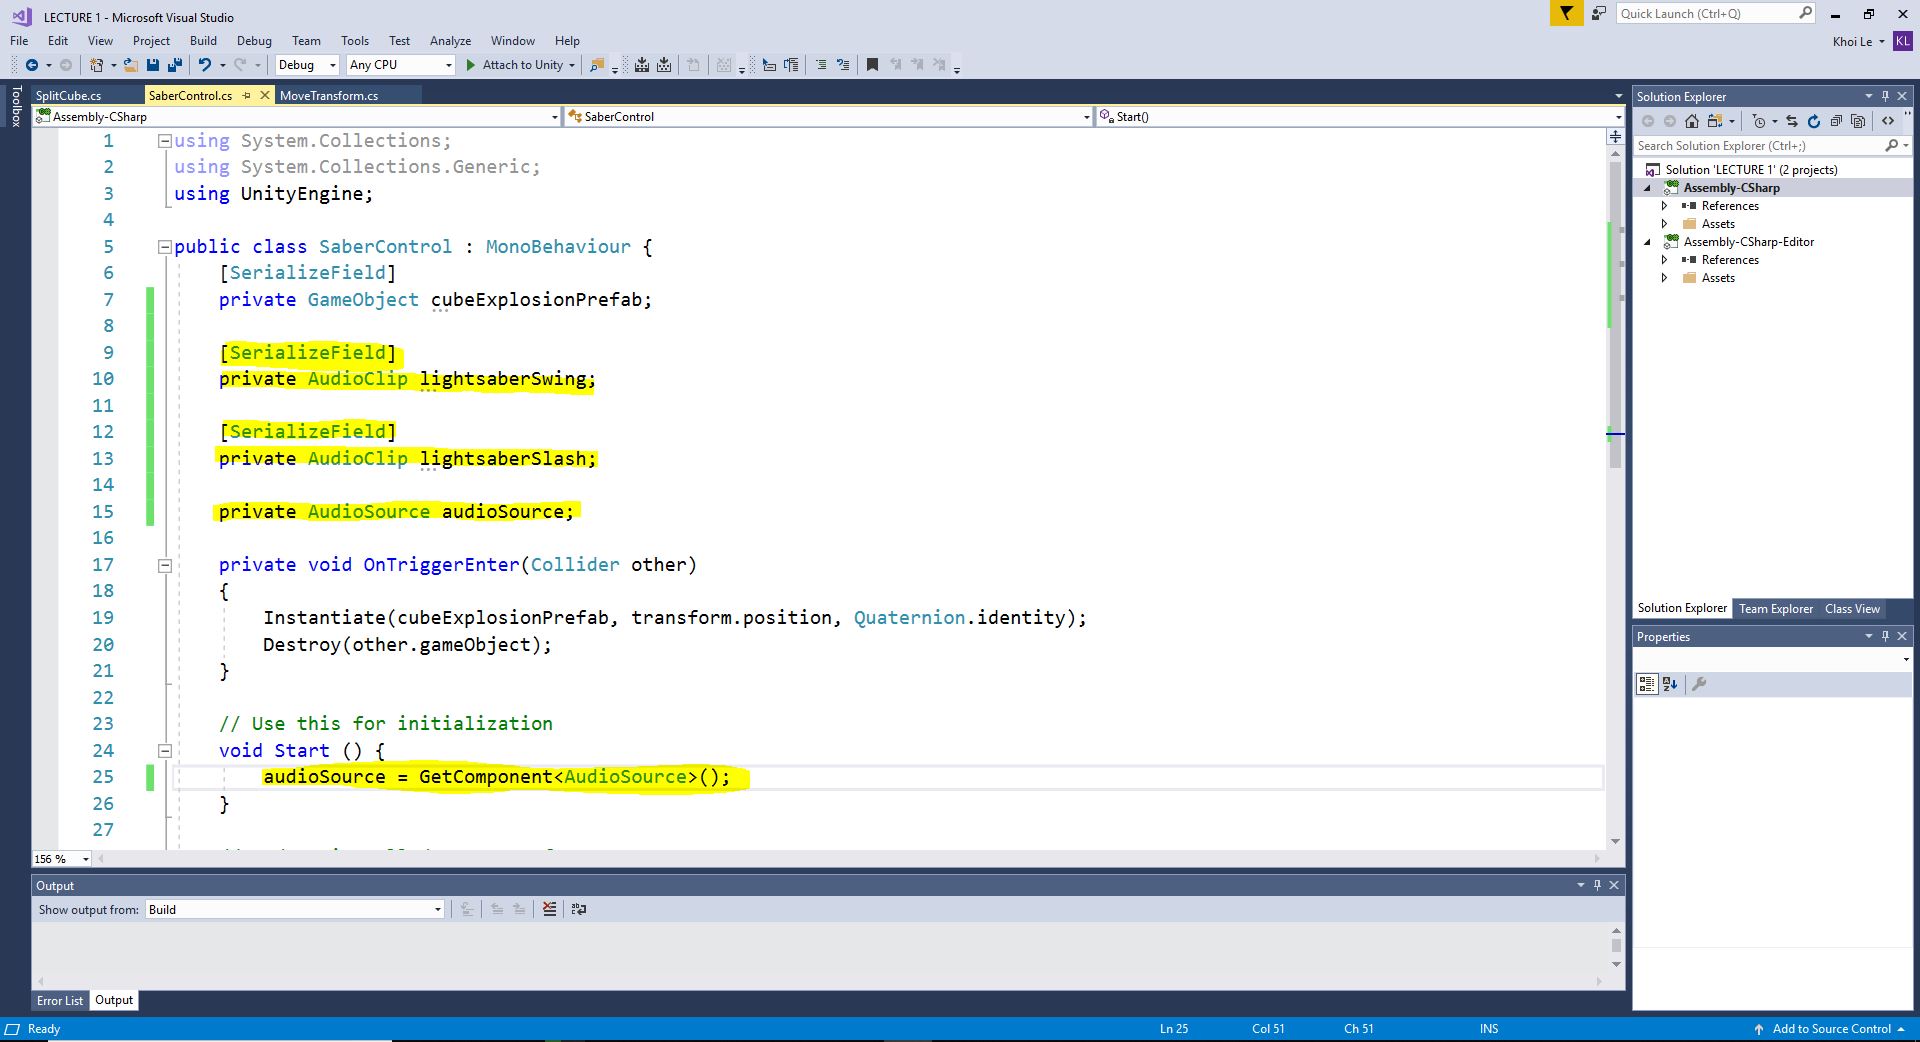 LECTURE 1 - Microsoft Visual Studio
Quick Launch (Ctrl+Q)
File Edit View Project Build Debug Team Tools Test Analyze Window Help
Khoi Le KL
Debug Any CPU Attach to Unity
Toolbox
SplitCube.cs SaberControl.cs MoveTransform.cs
Assembly-CSharp SaberControl Start()
1 using System.Collections;
2 using System.Collections.Generic;
3 using UnityEngine;
4
5 public class SaberControl : MonoBehaviour {
6 [SerializeField]
7 private GameObject cubeExplosionPrefab;
8
9 [SerializeField]
10 private AudioClip lightsaberSwing;
11
12 [SerializeField]
13 private AudioClip lightsaberSlash;
14
15 private AudioSource audioSource;
16
17 private void OnTriggerEnter(Collider other)
18 {
19 Instantiate(cubeExplosionPrefab, transform.position, Quaternion.identity);
20 Destroy(other.gameObject);
21 }
22
23 // Use this for initialization
24 void Start () {
25 audioSource = GetComponent<AudioSource>();
26 }
27
156 %
Output
Show output from: Build
Error List Output
Solution Explorer
Search Solution Explorer (Ctrl+;)
Solution 'LECTURE 1' (2 projects)
Assembly-CSharp
References
Assets
Assembly-CSharp-Editor
References
Assets
Solution Explorer Team Explorer Class View
Properties
Ready Ln 25 Col 51 Ch 51 INS Add to Source Control